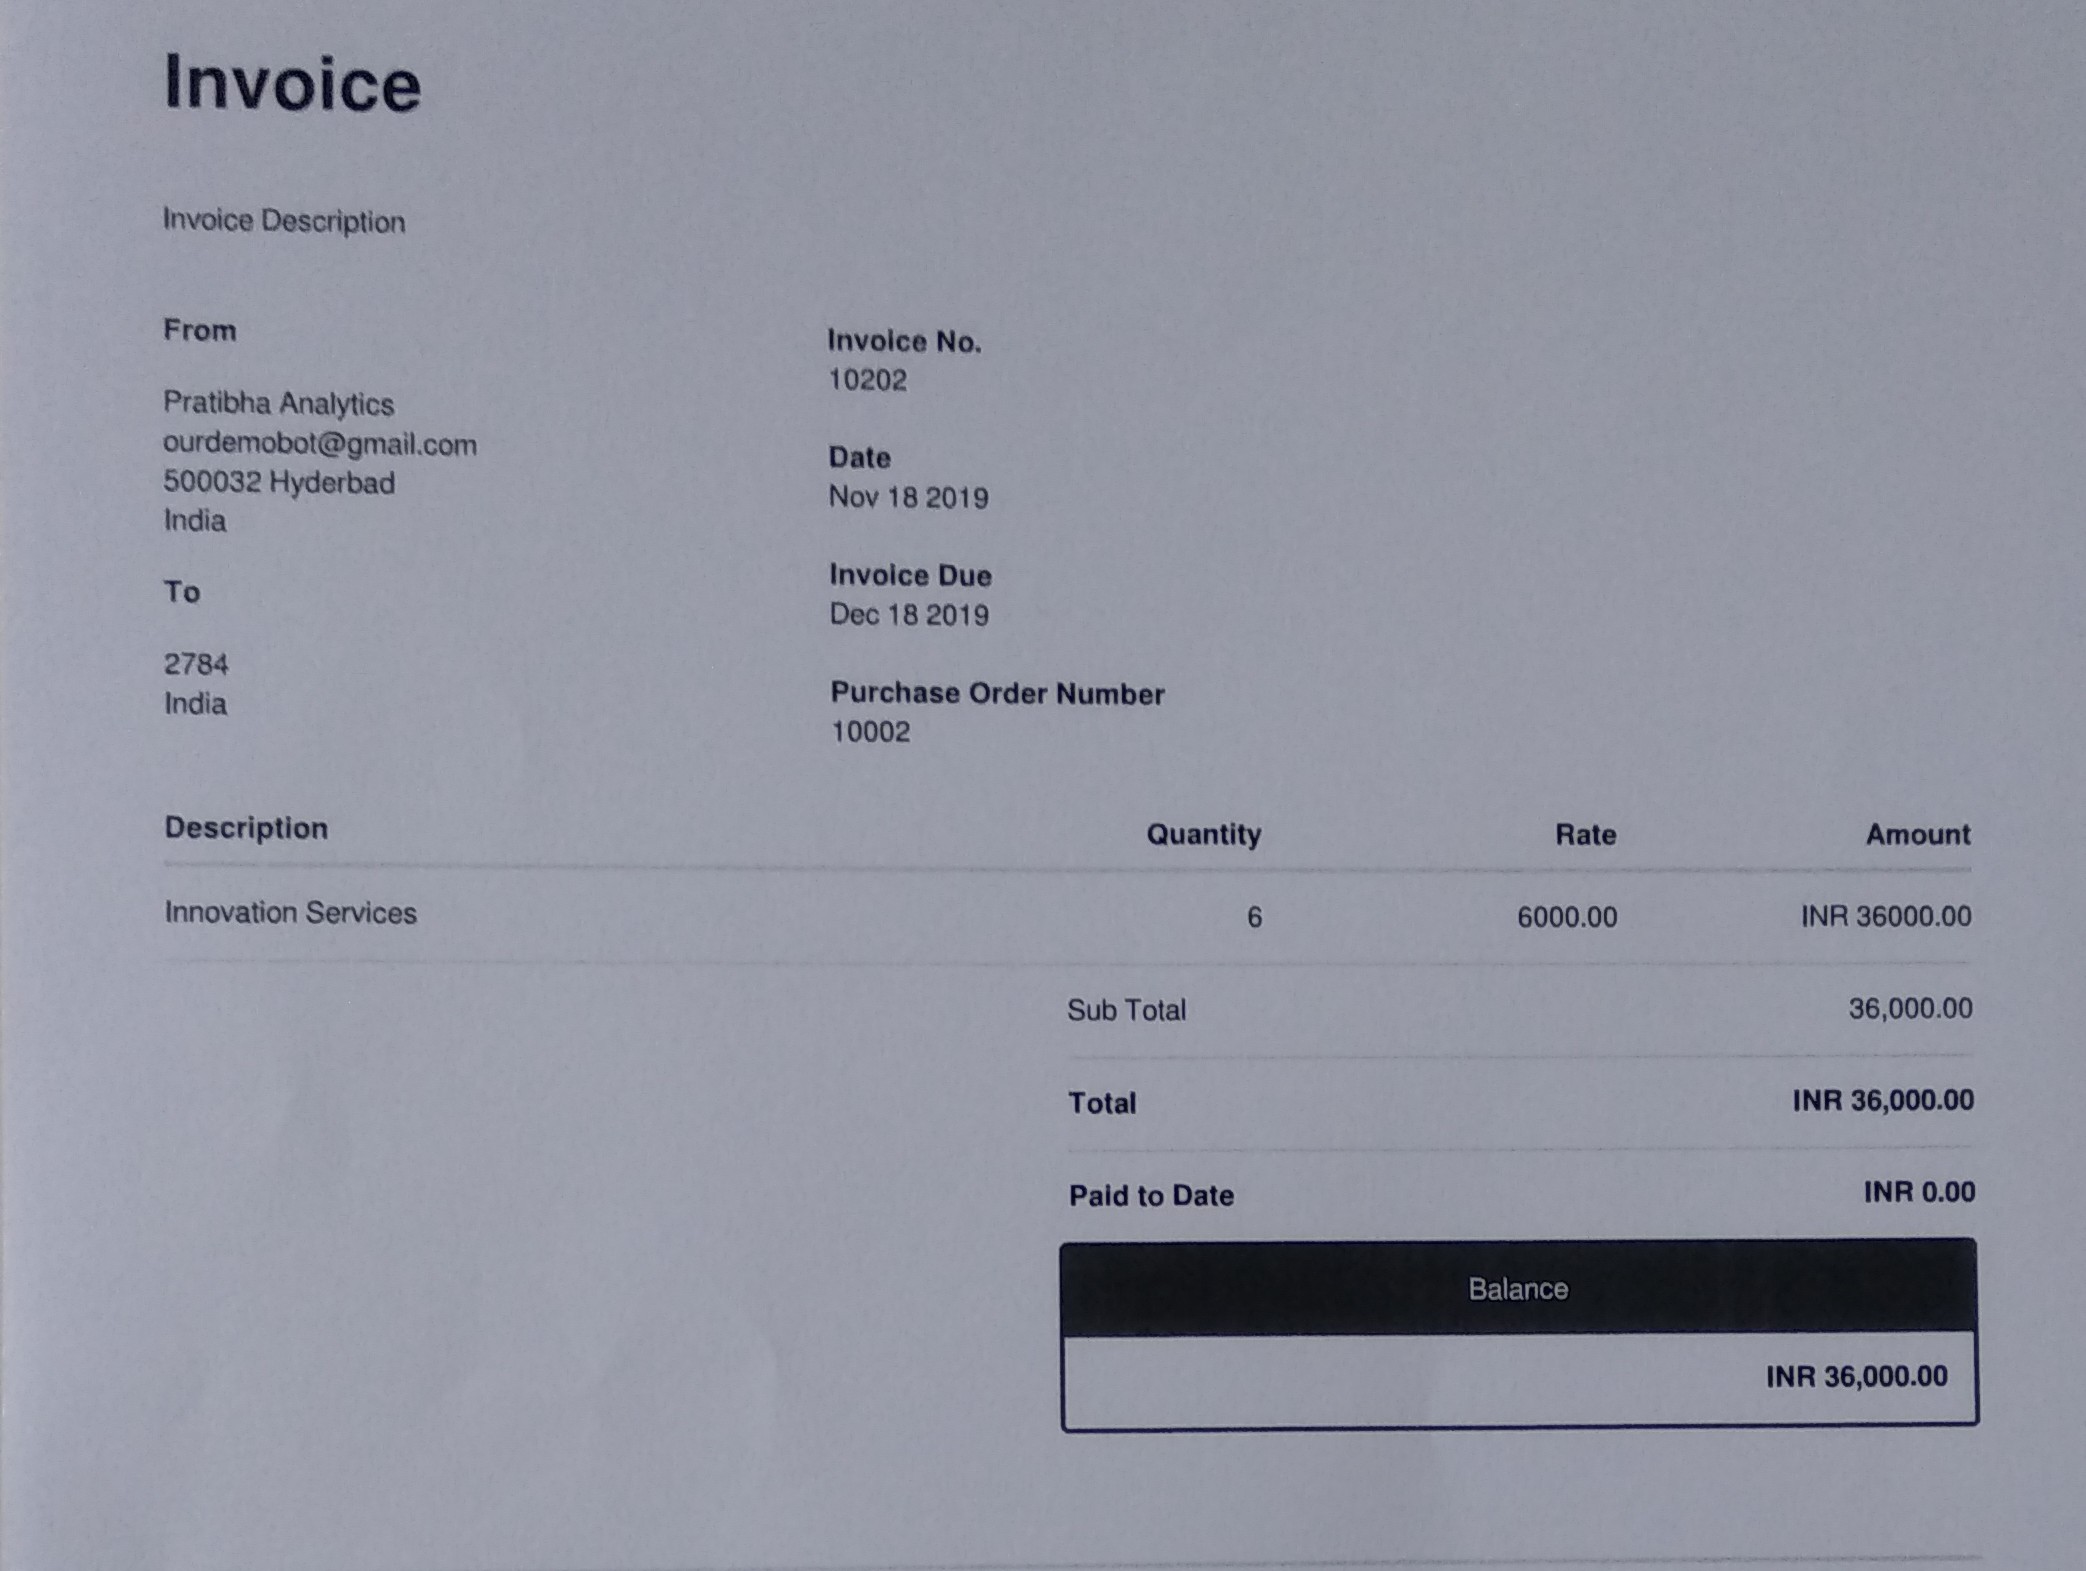 Invoice
Invoice Description
From
Pratibha Analytics
ourdemobot@gmail.com
500032 Hyderbad
India
To
2784
India
Invoice No.
10202
Date
Nov 18 2019
Invoice Due
Dec 18 2019
Purchase Order Number
10002
Description Quantity Rate Amount
Innovation Services 6 6000.00 INR 36000.00
Sub Total 36,000.00
Total INR 36,000.00
Paid to Date INR 0.00
Balance
INR 36,000.00